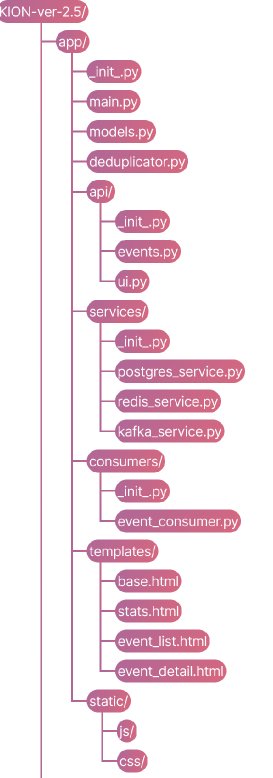 KION-ver-2.5/
app/
_init_.py
main.py
models.py
deduplicator.py
api/
_init_.py
events.py
ui.py
services/
_init_.py
postgres_service.py
redis_service.py
kafka_service.py
consumers/
_init_.py
event_consumer.py
templates/
base.html
stats.html
event_list.html
event_detail.html
static/
js/
css/